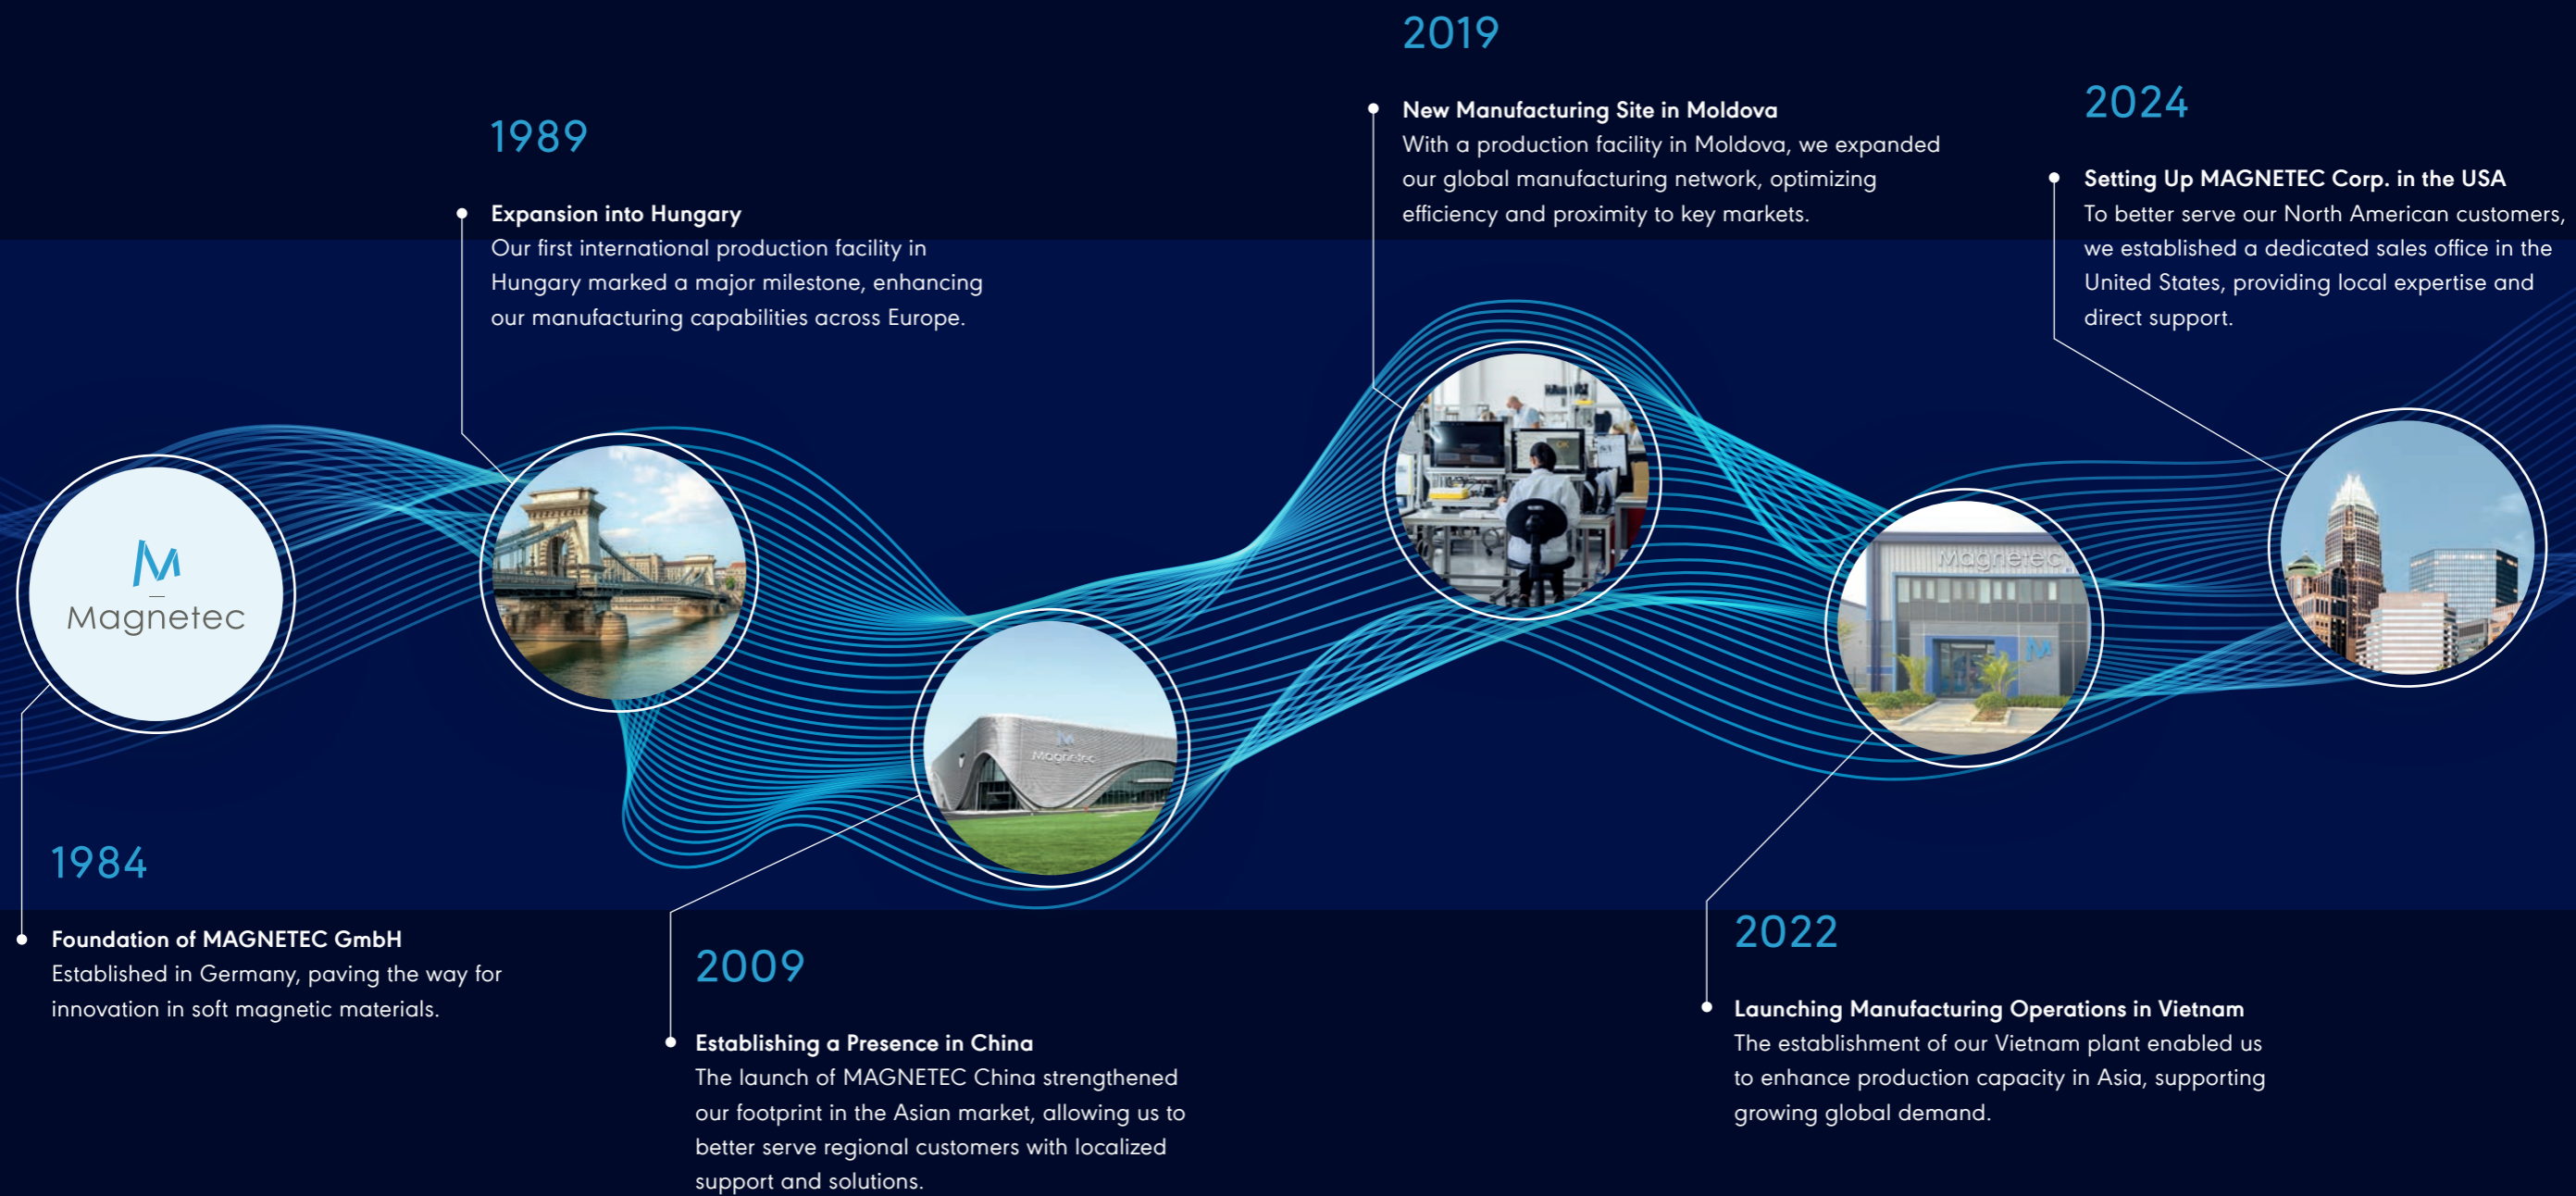 Magnetec
1984
Foundation of MAGNETEC GmbH
Established in Germany, paving the way for
innovation in soft magnetic materials.
1989
Expansion into Hungary
Our first international production facility in
Hungary marked a major milestone, enhancing
our manufacturing capabilities across Europe.
Magnetec
2009
Establishing a Presence in China
The launch of MAGNETEC China strengthened
our footprint in the Asian market, allowing us to
better serve regional customers with localized
support and solutions.
2019
New Manufacturing Site in Moldova
With a production facility in Moldova, we expanded
our global manufacturing network, optimizing
efficiency and proximity to key markets.
OK
Magnetec
2022
Launching Manufacturing Operations in Vietnam
The establishment of our Vietnam plant enabled us
to enhance production capacity in Asia, supporting
growing global demand.
2024
Setting Up MAGNETEC Corp. in the USA
To better serve our North American customers,
we established a dedicated sales office in the
United States, providing local expertise and
direct support.